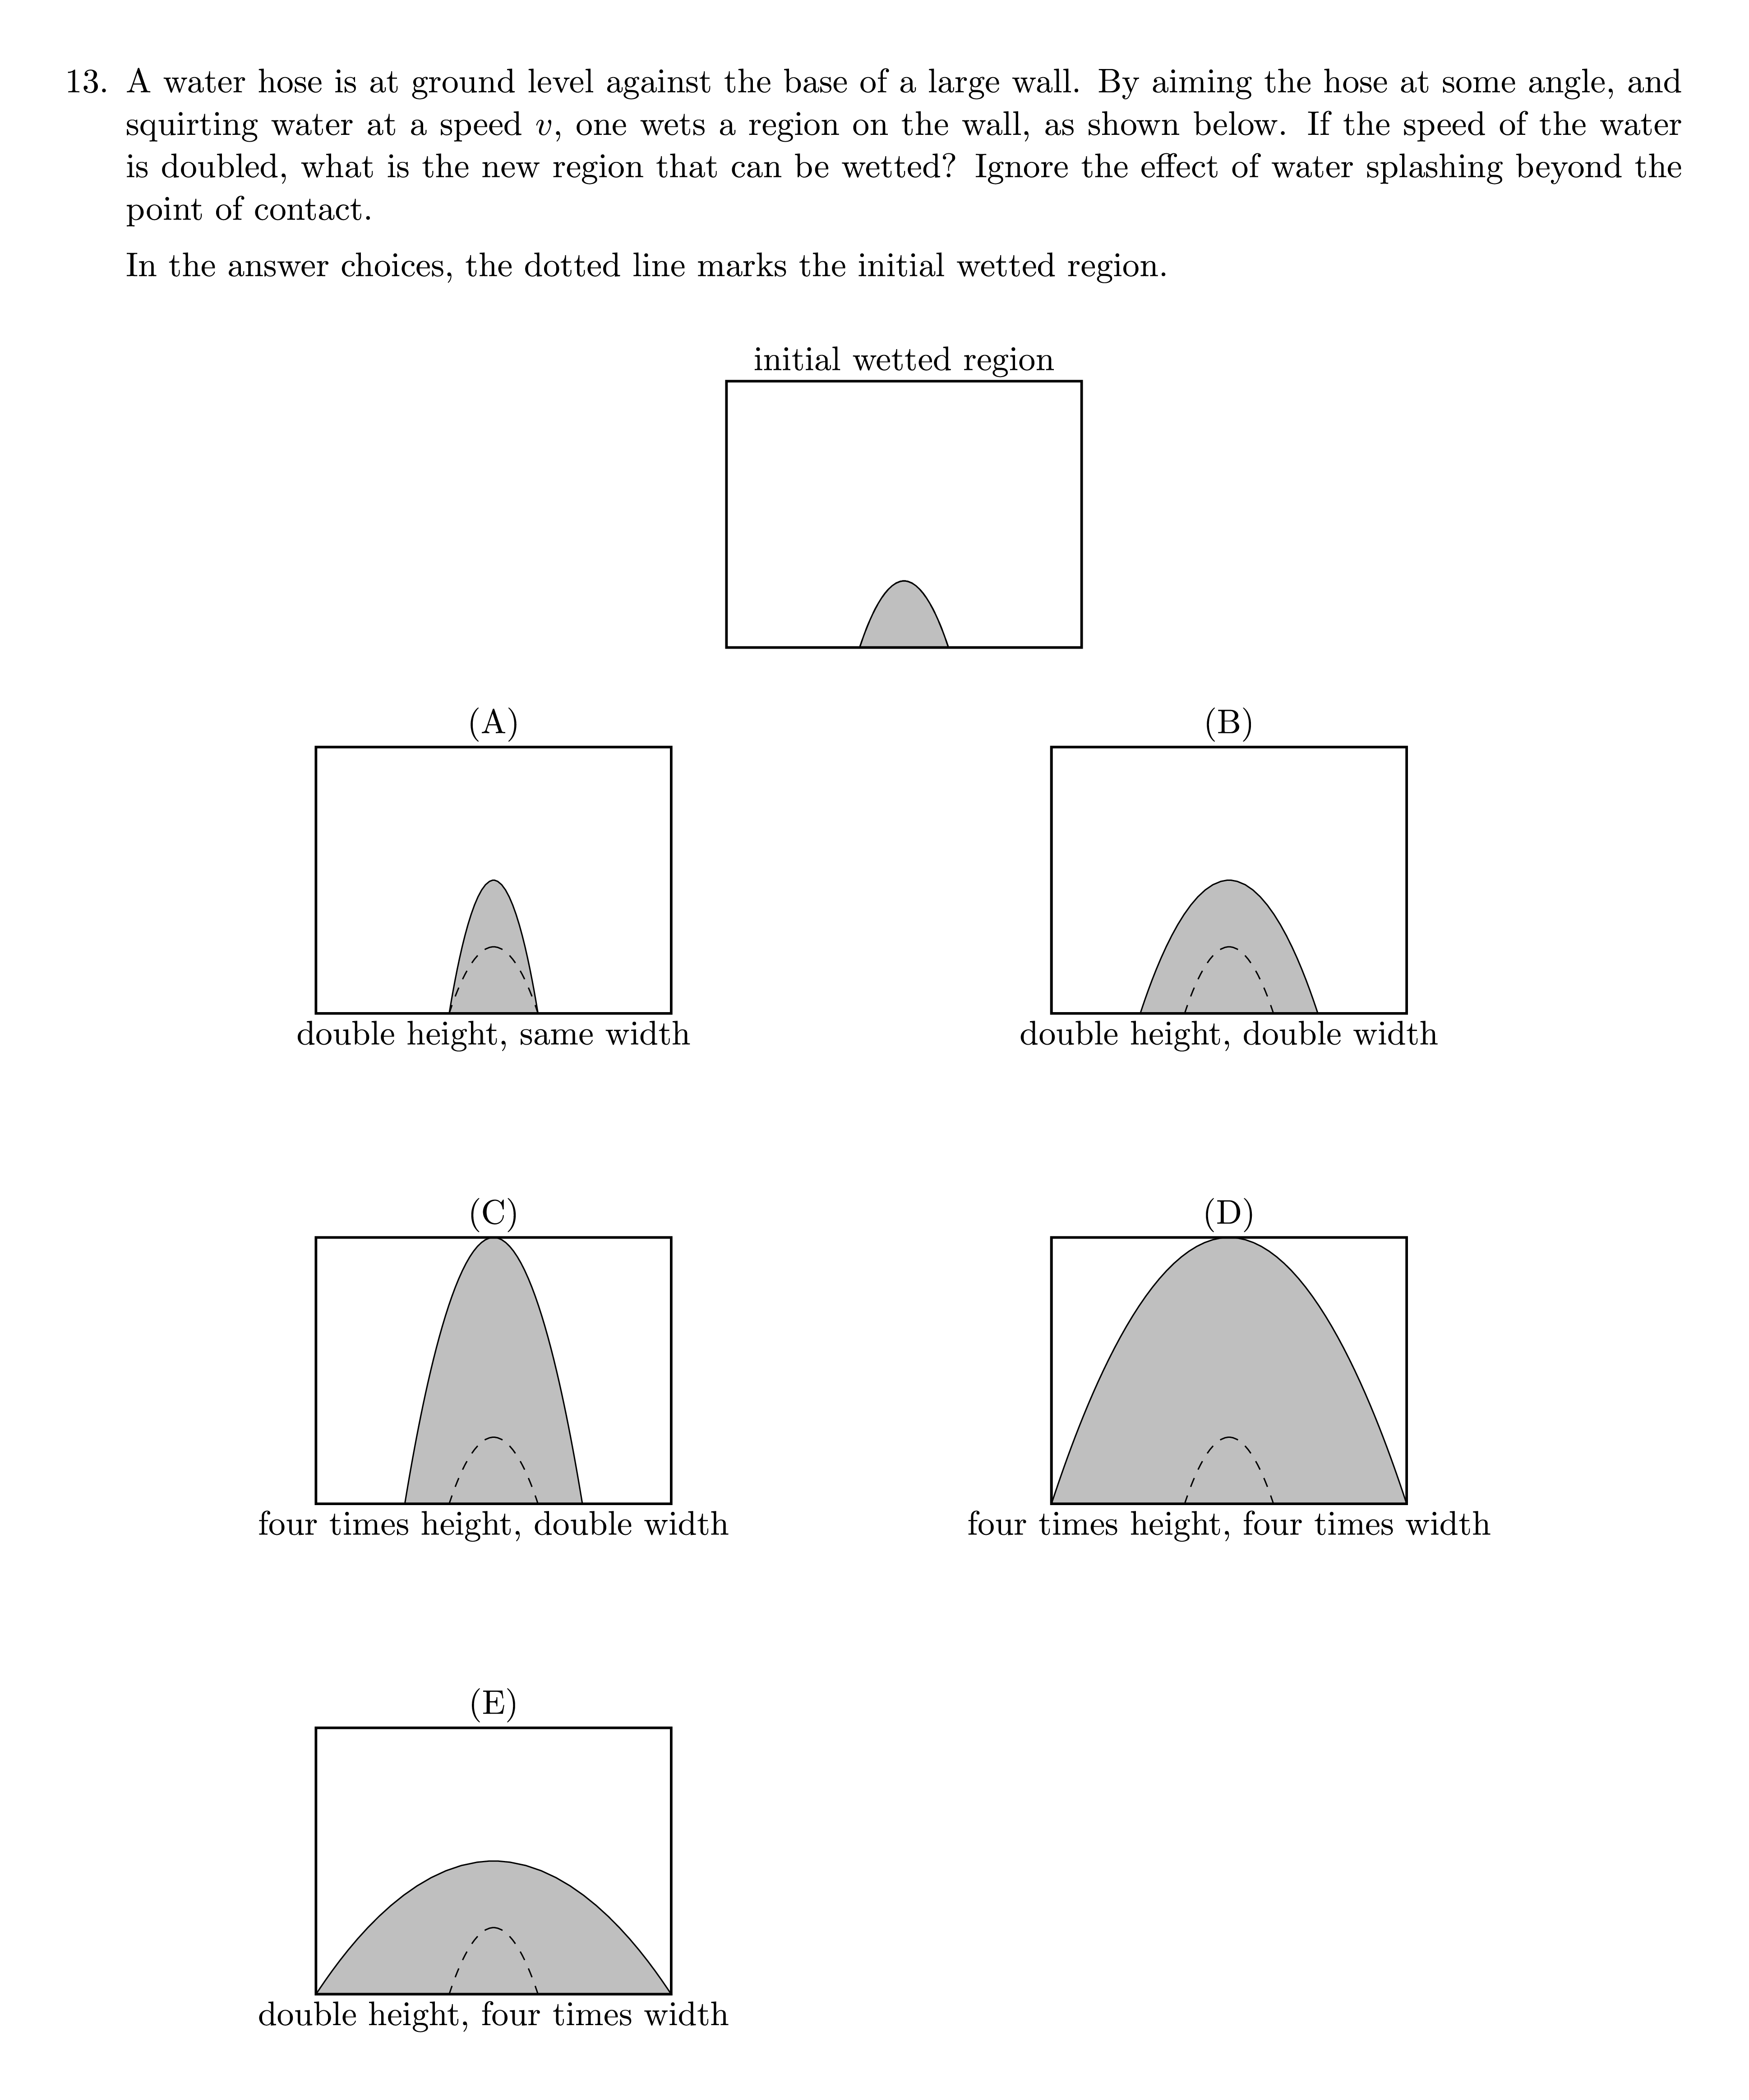 13. A water hose is at ground level against the base of a large wall. By aiming the hose at some angle, and
squirting water at a speed v, one wets a region on the wall, as shown below. If the speed of the water
is doubled, what is the new region that can be wetted? Ignore the effect of water splashing beyond the
point of contact.
In the answer choices, the dotted line marks the initial wetted region.
initial wetted region
(A)
(B)
double height, same width
double height, double width
(C)
(D)
four times height, double width
four times height, four times width
(E)
double height, four times width